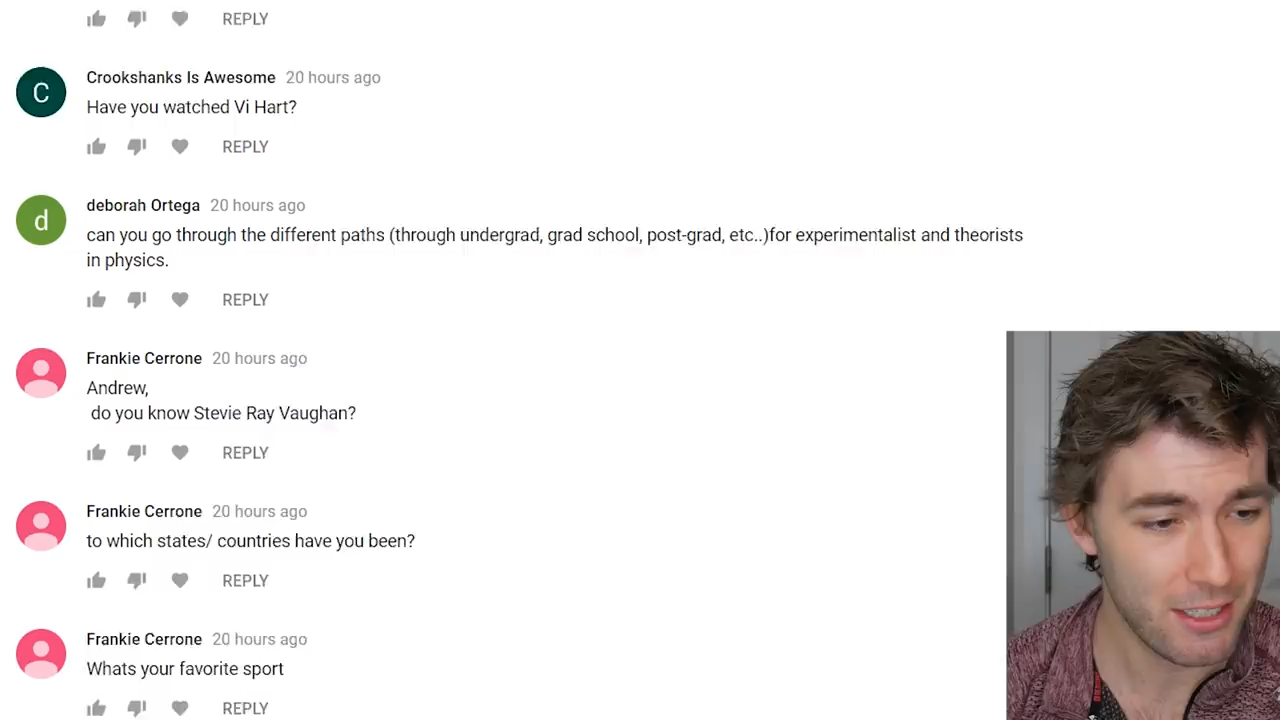 REPLY
Crookshanks Is Awesome 20 hours ago
Have you watched Vi Hart?
REPLY
deborah Ortega 20 hours ago
can you go through the different paths (through undergrad, grad school, post-grad, etc..)for experimentalist and theorists
in physics.
REPLY
Frankie Cerrone 20 hours ago
Andrew,
do you know Stevie Ray Vaughan?
REPLY
Frankie Cerrone 20 hours ago
to which states/ countries have you been?
REPLY
Frankie Cerrone 20 hours ago
Whats your favorite sport
REPLY
C
d